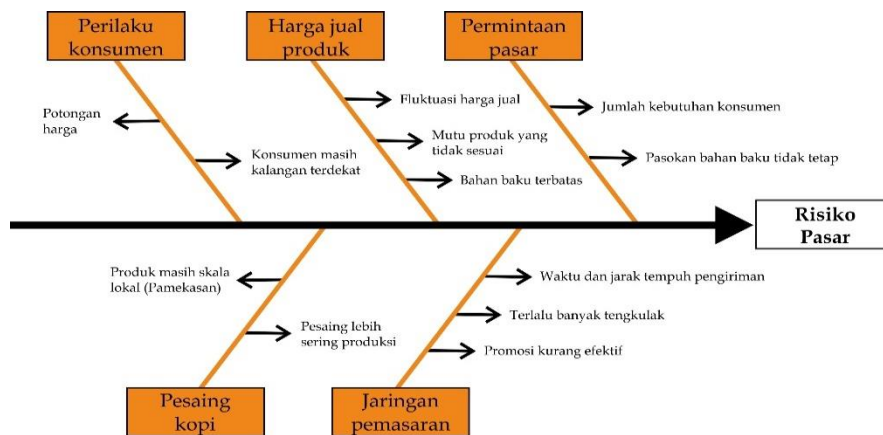 Perilaku
konsumen
Harga jual
produk
Permintaan
pasar
Potongan
harga
Konsumen masih
kalangan terdekat
Fluktuasi harga jual
Mutu produk yang
tidak sesuai
Bahan baku terbatas
Jumlah kebutuhan konsumen
Pasokan bahan baku tidak tetap
Risiko
Pasar
Produk masih skala
lokal (Pamekasan)
Pesaing lebih
sering produksi
Waktu dan jarak tempuh pengiriman
Terlalu banyak tengkulak
Promosi kurang efektif
Pesaing
kopi
Jaringan
pemasaran